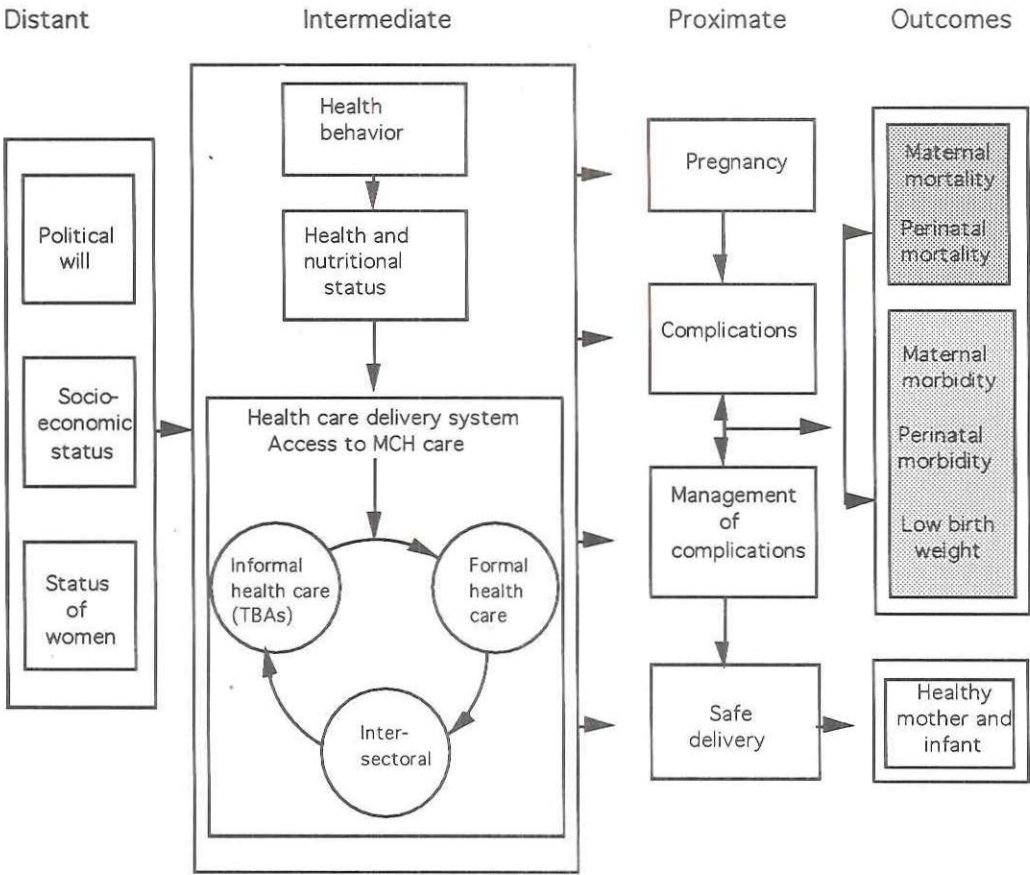 Distant
Intermediate
Proximate
Outcomes
Political
will
Socio-
economic
status
Status
of
women
Health
behavior
Health and
nutritional
status
Health care delivery system
Access to MCH care
Informal
health care
(TBAs)
Formal
health
care
Inter-
sectoral
Pregnancy
Complications
Management
of
complications
Safe
delivery
Maternal
mortality
Perinatal
mortality
Maternal
morbidity
Perinatal
morbidity
Low birth
weight
Healthy
mother and
infant